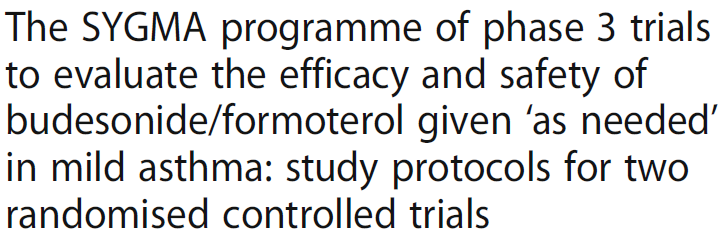 The SYGMA programme of phase 3 trials
to evaluate the efficacy and safety of
budesonide/formoterol given ‘as needed’
in mild asthma: study protocols for two
randomised controlled trials